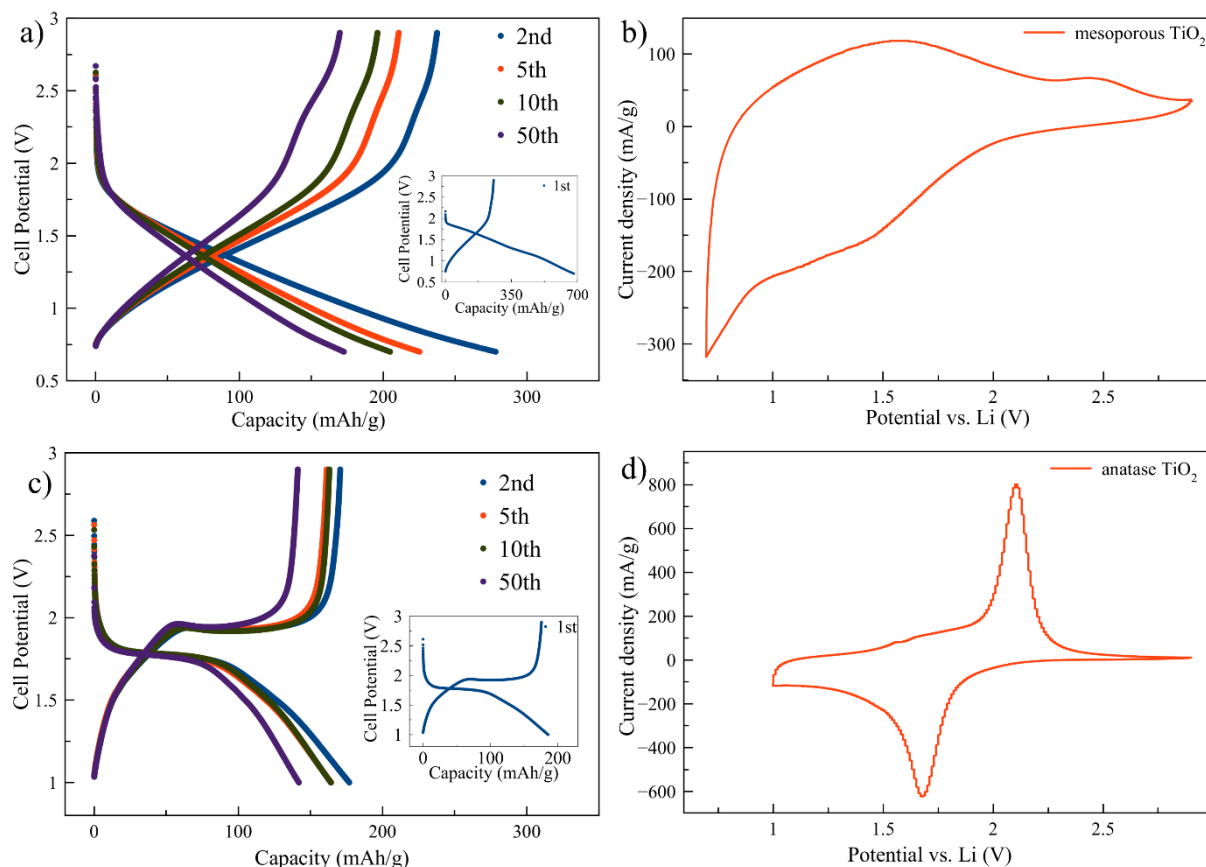 a)
3
2.5
2
1.5
1
0.5
Cell Potential (V)
2nd
5th
10th
50th
3
2.5
2
1.5
1
0.5
Cell Potential (V)
1st
0 350 700
Capacity (mAh/g)
0 100 200 300
Capacity (mAh/g)
b)
mesoporous TiO₂
100
0
−100
−200
−300
Current density (mA/g)
1 1.5 2 2.5
Potential vs. Li (V)
c)
3
2.5
2
1.5
1
Cell Potential (V)
2nd
5th
10th
50th
3
2.5
2
1.5
1
Cell Potential (V)
1st
0 100 200
Capacity (mAh/g)
0 100 200 300
Capacity (mAh/g)
d)
anatase TiO₂
800
600
400
200
0
−200
−400
−600
Current density (mA/g)
1 1.5 2 2.5
Potential vs. Li (V)